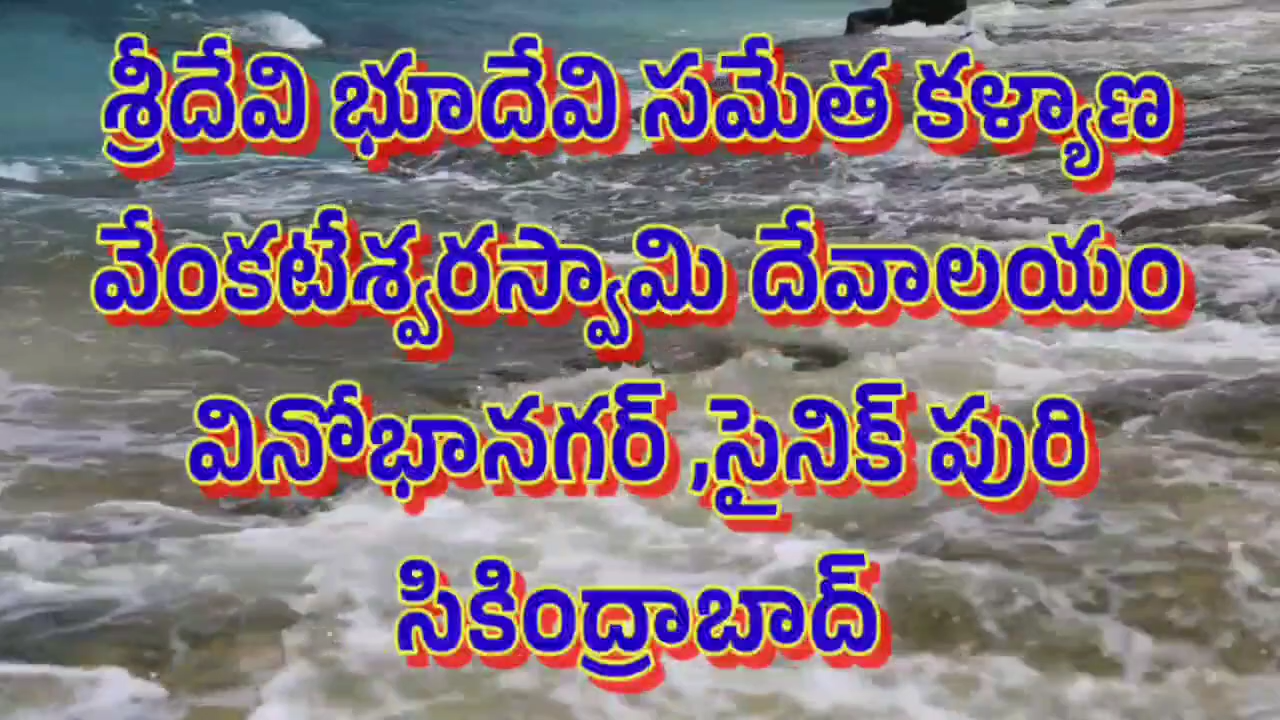 శ్రీదేవి భూదేవి సమేత కళ్యాణ
వేంకటేశ్వరస్వామి దేవాలయం
వినోభానగర్ ,సైనిక్ పురి
సికింద్రాబాద్